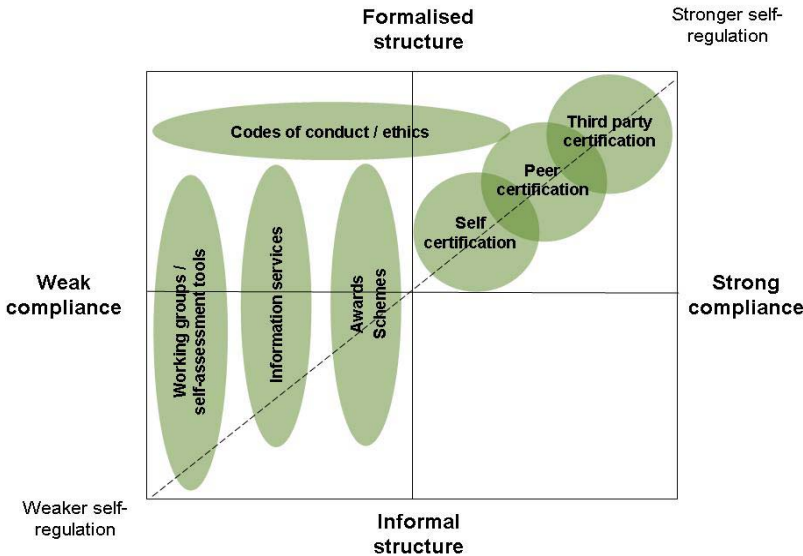 Formalised
structure
Stronger self-
regulation
Codes of conduct / ethics
Third party
certification
Peer
certification
Self
certification
Working groups /
self-assessment tools
Information services
Awards
Schemes
Weak
compliance
Strong
compliance
Weaker self-
regulation
Informal
structure